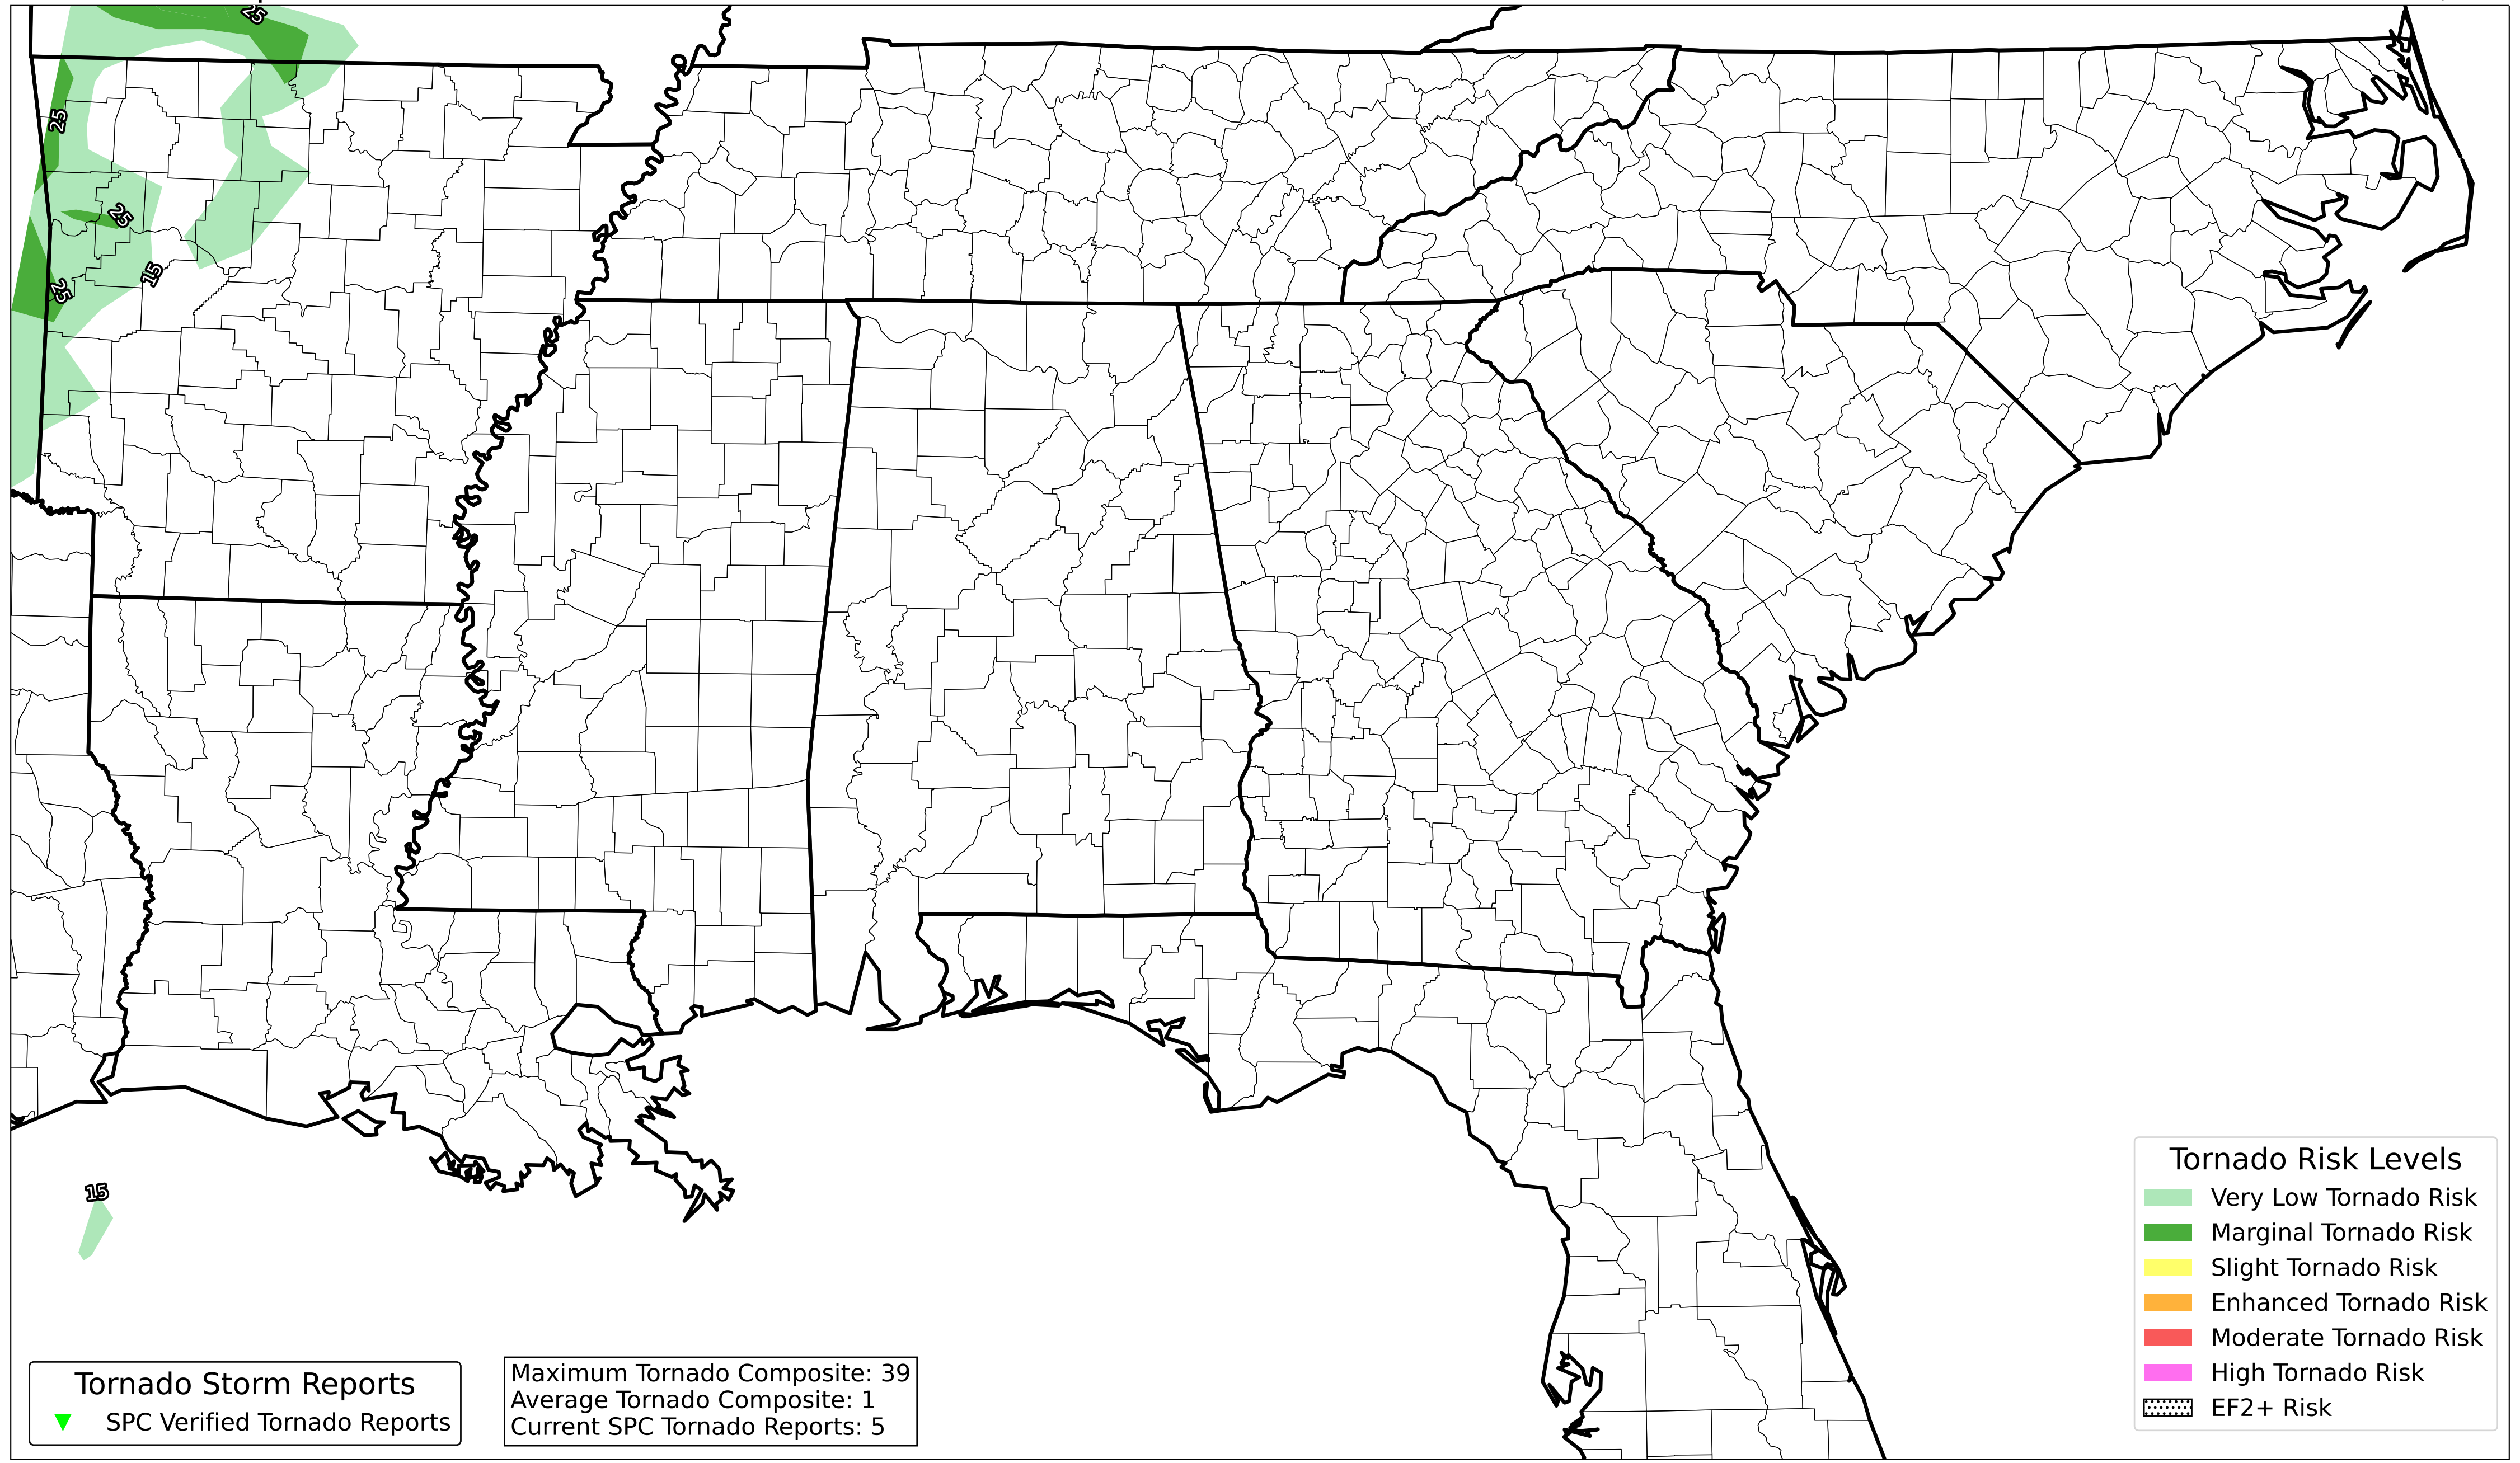 25
25
25
15
25
15
Tornado Risk Levels
Very Low Tornado Risk
Marginal Tornado Risk
Slight Tornado Risk
Enhanced Tornado Risk
Moderate Tornado Risk
High Tornado Risk
EF2+ Risk
Tornado Storm Reports
SPC Verified Tornado Reports
Maximum Tornado Composite: 39
Average Tornado Composite: 1
Current SPC Tornado Reports: 5